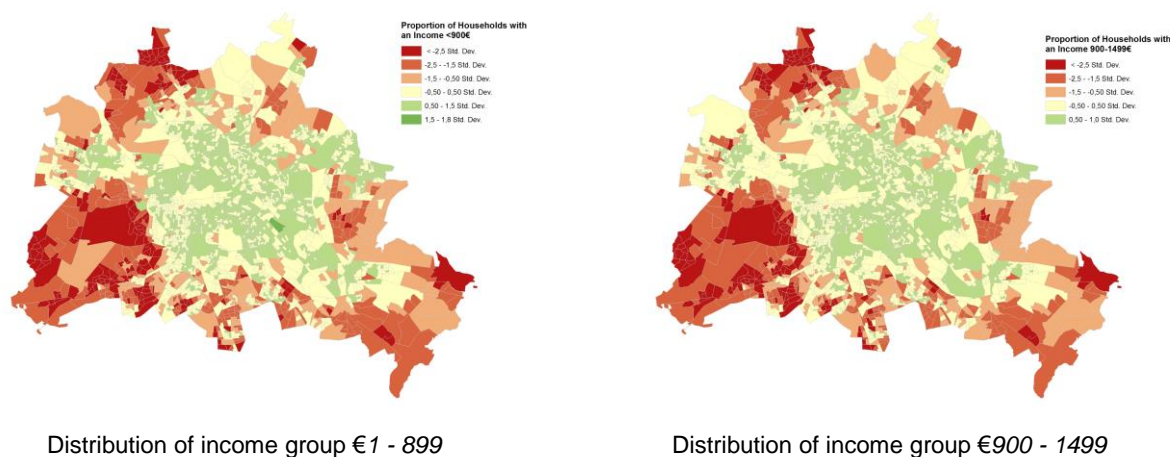 Proportion of Households with
an Income <900€
< -2,5 Std. Dev.
-2,5 - -1,5 Std. Dev.
-1,5 - -0,50 Std. Dev.
-0,50 - 0,50 Std. Dev.
0,50 - 1,5 Std. Dev.
1,5 - 1,8 Std. Dev.
Proportion of Households with
an Income 900-1499€
< -2,5 Std. Dev.
-2,5 - -1,5 Std. Dev.
-1,5 - -0,50 Std. Dev.
-0,50 - 0,50 Std. Dev.
0,50 - 1,0 Std. Dev.
Distribution of income group €1 - 899
Distribution of income group €900 - 1499